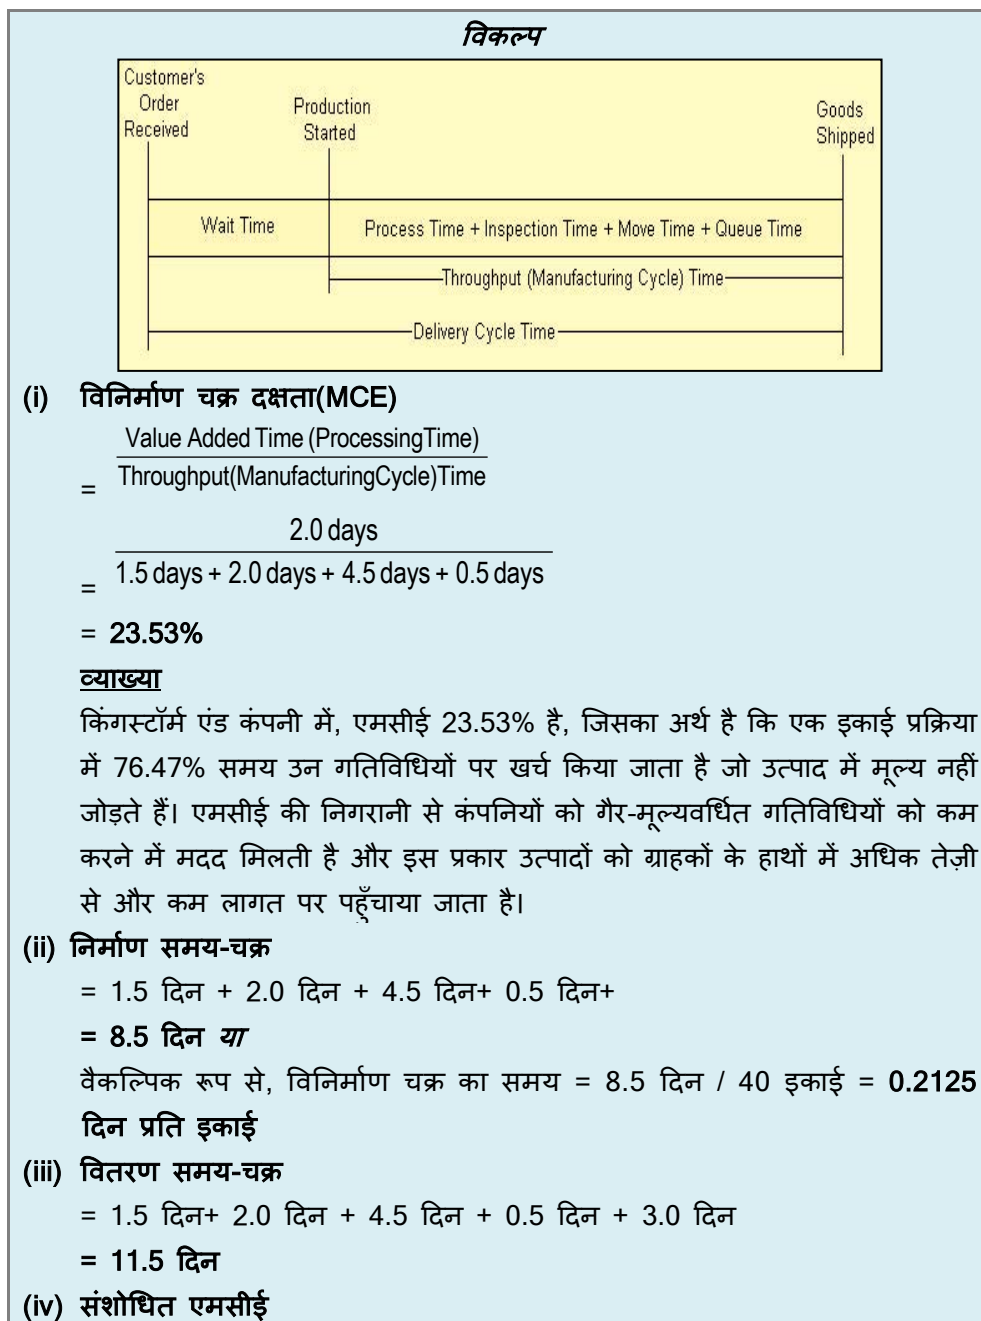 विकल्प
Customer's
Order
Received
Production
Started
Goods
Shipped
Wait Time
Process Time + Inspection Time + Move Time + Queue Time
Throughput (Manufacturing Cycle) Time
Delivery Cycle Time
(i) विनिर्माण चक्र दक्षता(MCE)
Value Added Time (ProcessingTime)
= Throughput(ManufacturingCycle)Time
2.0 days
= 1.5 days + 2.0 days + 4.5 days + 0.5 days
= 23.53%
व्याख्या
किंगस्टॉर्म एंड कंपनी में, एमसीई 23.53% है, जिसका अर्थ है कि एक इकाई प्रक्रिया
में 76.47% समय उन गतिविधियों पर खर्च किया जाता है जो उत्पाद में मूल्य नहीं
जोड़ते हैं। एमसीई की निगरानी से कंपनियों को गैर-मूल्यवर्धित गतिविधियों को कम
करने में मदद मिलती है और इस प्रकार उत्पादों को ग्राहकों के हाथों में अधिक तेज़ी
से और कम लागत पर पहुँचाया जाता है।
(ii) निर्माण समय-चक्र
= 1.5 दिन + 2.0 दिन + 4.5 दिन+ 0.5 दिन+
= 8.5 दिन या
वैकल्पिक रूप से, विनिर्माण चक्र का समय = 8.5 दिन / 40 इकाई = 0.2125
दिन प्रति इकाई
(iii) वितरण समय-चक्र
= 1.5 दिन+ 2.0 दिन + 4.5 दिन + 0.5 दिन + 3.0 दिन
= 11.5 दिन
(iv) संशोधित एमसीई